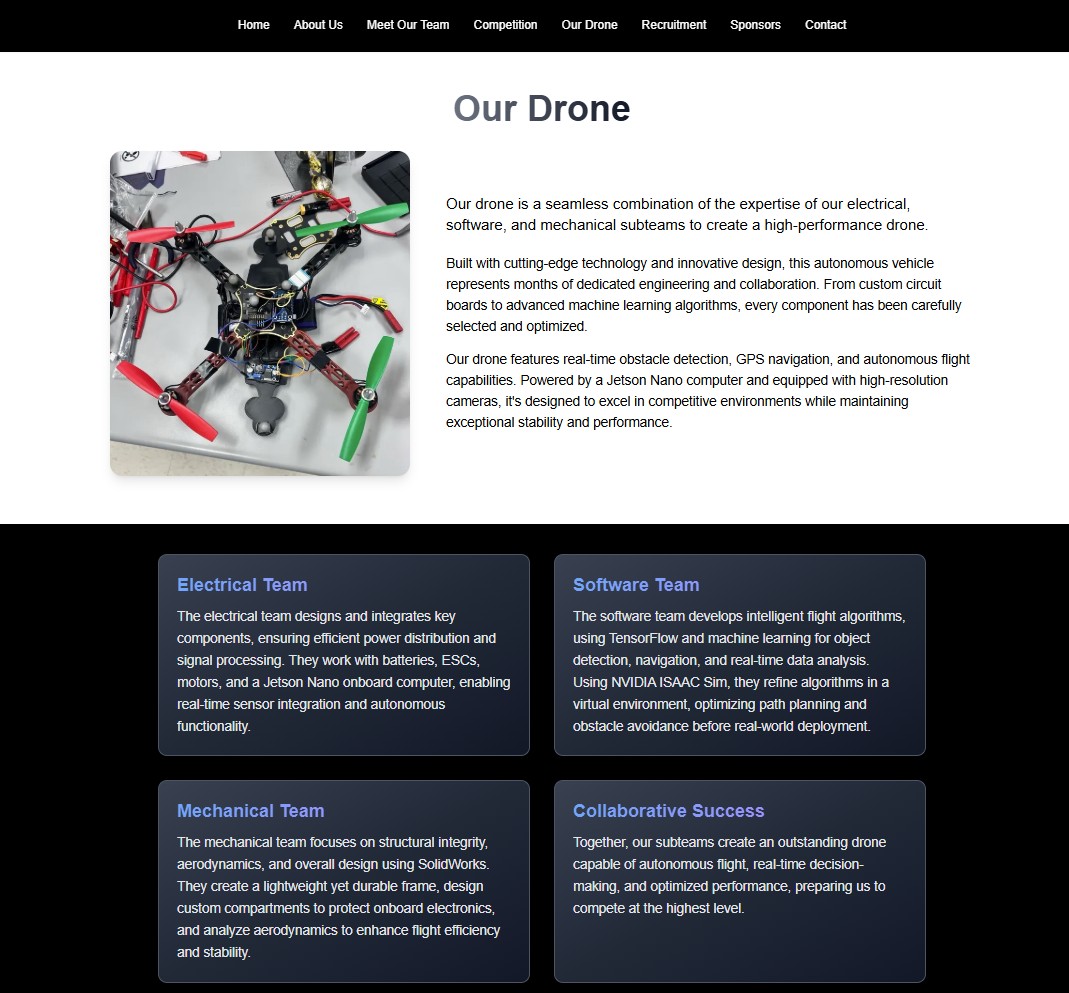 Home About Us Meet Our Team Competition Our Drone Recruitment Sponsors Contact
Our Drone
Our drone is a seamless combination of the expertise of our electrical,
software, and mechanical subteams to create a high-performance drone.
Built with cutting-edge technology and innovative design, this autonomous vehicle
represents months of dedicated engineering and collaboration. From custom circuit
boards to advanced machine learning algorithms, every component has been carefully
selected and optimized.
Our drone features real-time obstacle detection, GPS navigation, and autonomous flight
capabilities. Powered by a Jetson Nano computer and equipped with high-resolution
cameras, it's designed to excel in competitive environments while maintaining
exceptional stability and performance.
Electrical Team
The electrical team designs and integrates key
components, ensuring efficient power distribution and
signal processing. They work with batteries, ESCs,
motors, and a Jetson Nano onboard computer, enabling
real-time sensor integration and autonomous
functionality.
Software Team
The software team develops intelligent flight algorithms,
using TensorFlow and machine learning for object
detection, navigation, and real-time data analysis.
Using NVIDIA ISAAC Sim, they refine algorithms in a
virtual environment, optimizing path planning and
obstacle avoidance before real-world deployment.
Mechanical Team
The mechanical team focuses on structural integrity,
aerodynamics, and overall design using SolidWorks.
They create a lightweight yet durable frame, design
custom compartments to protect onboard electronics,
and analyze aerodynamics to enhance flight efficiency
and stability.
Collaborative Success
Together, our subteams create an outstanding drone
capable of autonomous flight, real-time decision-
making, and optimized performance, preparing us to
compete at the highest level.